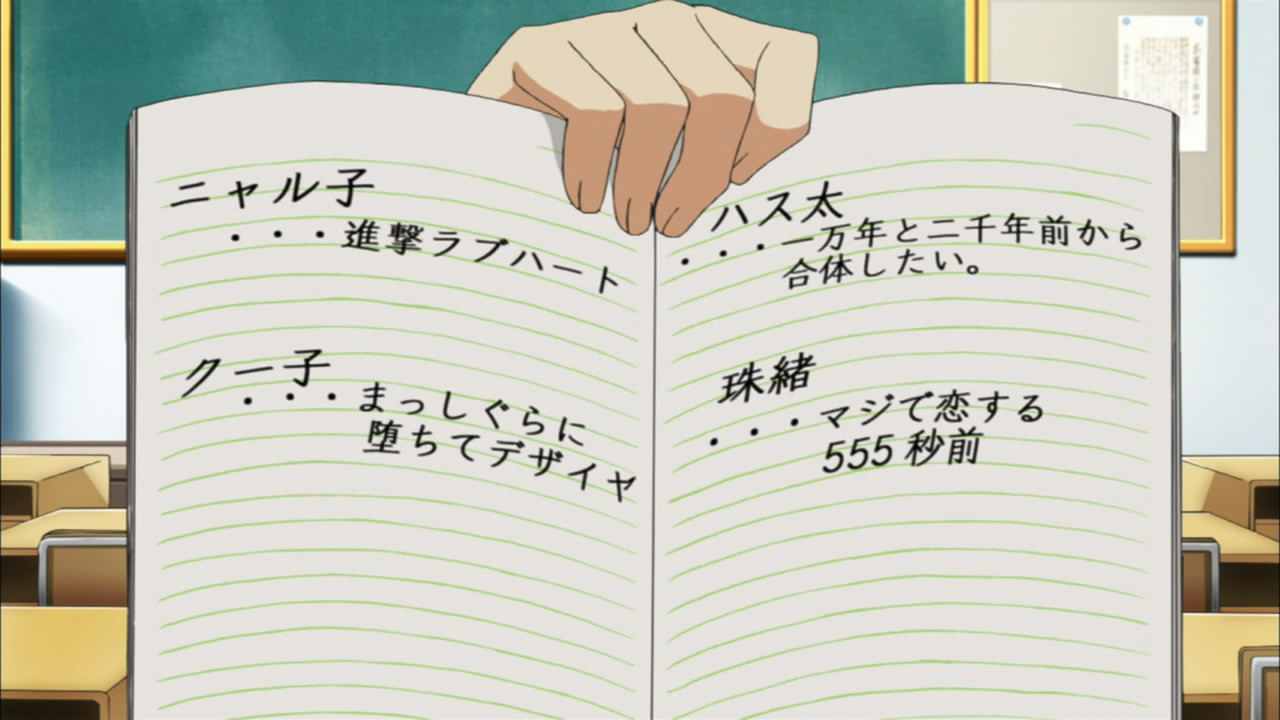 ニャル子
・・・進撃ラブハート
クー子
・・・まっしぐらに
堕ちてデザイヤ
ハス太
・・・一万年と二千年前から
合体したい。
珠緒
・・・マジで恋する
555秒前